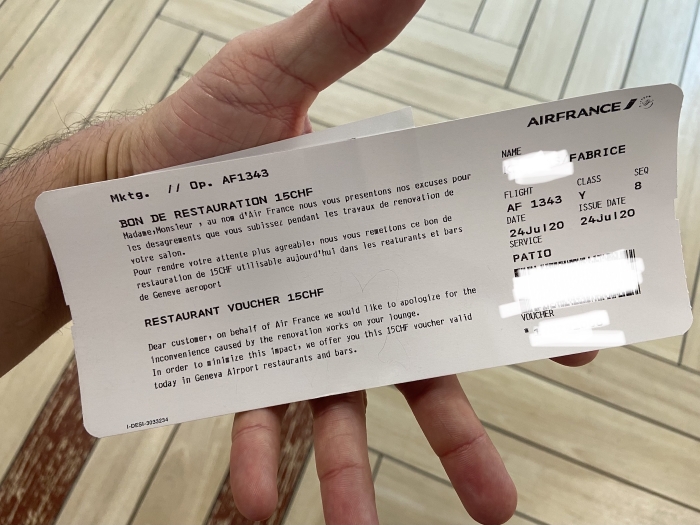 AIRFRANCE
Mktg. // Op. AF1343
BON DE RESTAURATION 15CHF
Madame,Monsieur , au nom d'Air France nous vous presentons nos excuses pour
les desagrements que vous subissez pendant les travaux de renovation de
votre salon.
Pour rendre votre attente plus agreable, nous vous remettons ce bon de
restauration de 15CHF utilisable aujourd'hui dans les restaurants et bars
de Geneve aeroport
RESTAURANT VOUCHER 15CHF
Dear customer, on behalf of Air France we would like to apologize for the
inconvenience caused by the renovation works on your lounge.
In order to minimize this impact, we offer you this 15CHF voucher valid
today in Geneva Airport restaurants and bars.
I-DESI-3033234
NAME
FABRICE
FLIGHT CLASS SEQ
AF 1343 Y 8
DATE ISSUE DATE
24Jul20 24Jul20
SERVICE
PATIO
VOUCHER